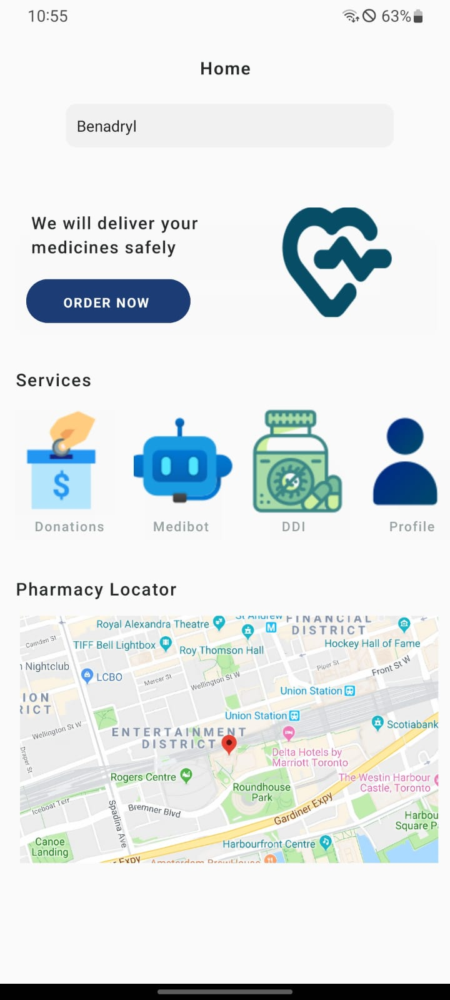 10:55
63%
Home
Benadryl
We will deliver your
medicines safely
ORDER NOW
Services
$
Donations
Medibot
DDI
Profile
Pharmacy Locator
St Andrew
FINANCIAL
DISTRICT
Royal Alexandra Theatre
M
Camden St
TIFF Bell Lightbox
Roy Thomson Hall
Hockey Hall of Fame
Nightclub
LCBO
Mercer St
Wellington St W
Piper St
Front St W
Union Station
ION
RICT
Union Station
Wellington St W
ENTERTAINMENT
DISTRICT
Scotiabank
Draper St
Delta Hotels by
Marriott Toronto
Rogers Centre
Roundhouse
Park
The Westin Harbour
Castle, Toronto
Iceboat Terr
Bremner Blvd
Spadina Ave
Gardiner Expy
Harbou
Square P
Canoe
Landing
Harbourfront Centre
Expy
Amsterdam BrewHouse